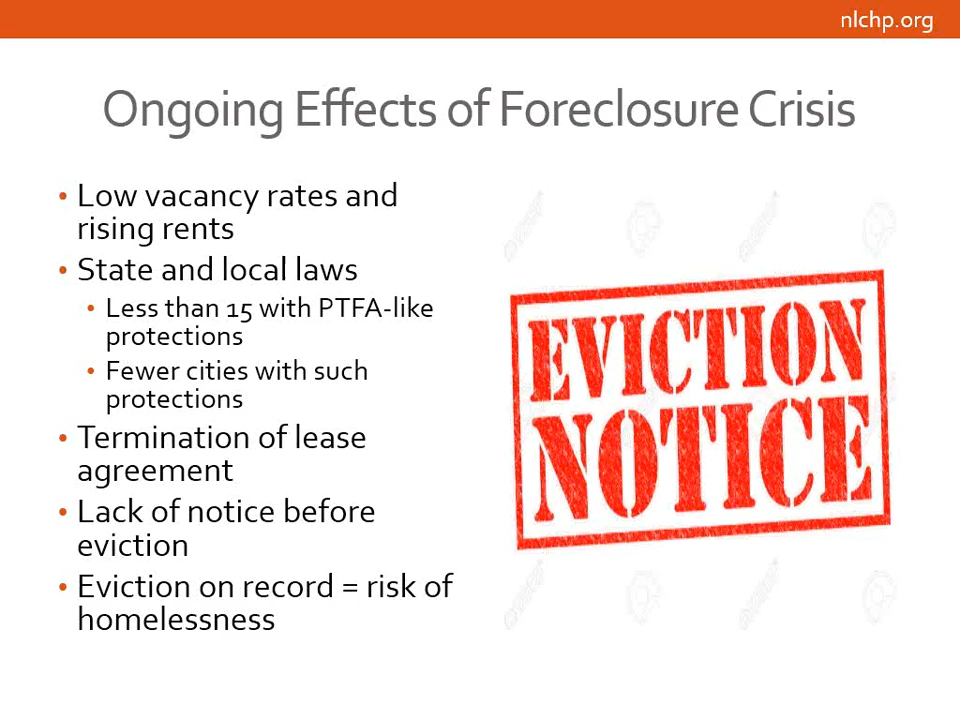 nlchp.org
Ongoing Effects of Foreclosure Crisis
• Low vacancy rates and
rising rents
• State and local laws
• Less than 15 with PTFA-like
protections
• Fewer cities with such
protections
• Termination of lease
agreement
• Lack of notice before
eviction
• Eviction on record = risk of
homelessness
EVICTION
NOTICE